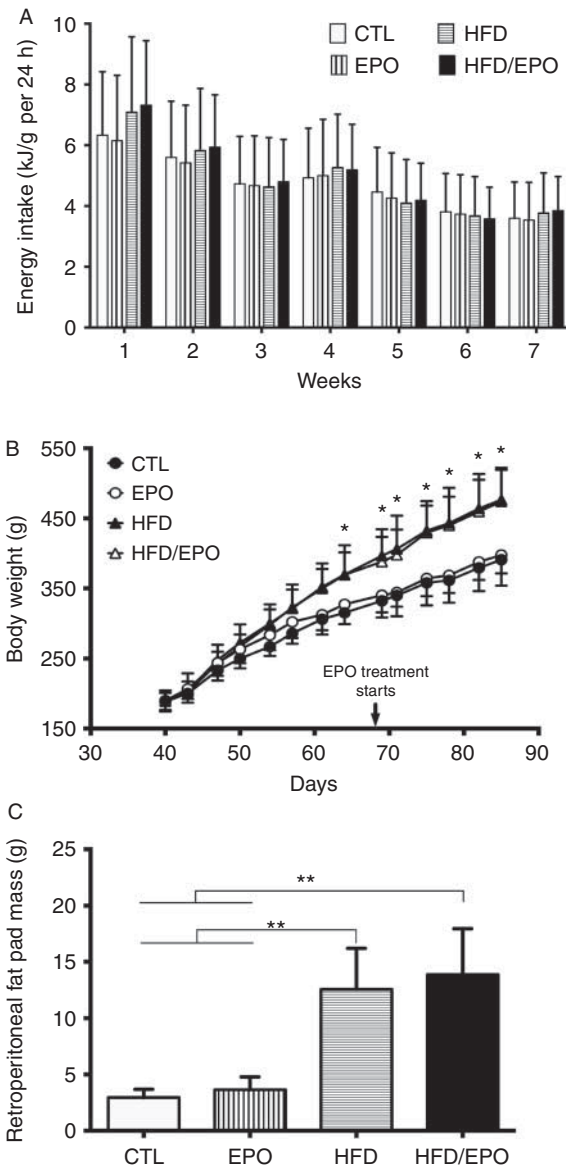 A
10
8
6
4
2
0
Energy intake (kJ/g per 24 h)
CTL
HFD
EPO
HFD/EPO
1 2 3 4 5 6 7
Weeks
B
550
450
350
250
150
Body weight (g)
CTL
EPO
HFD
HFD/EPO
* * * * * * *
EPO treatment
starts
30 40 50 60 70 80 90
Days
C
25
20
15
10
5
0
Retroperitoneal fat pad mass (g)
**
**
CTL EPO HFD HFD/EPO